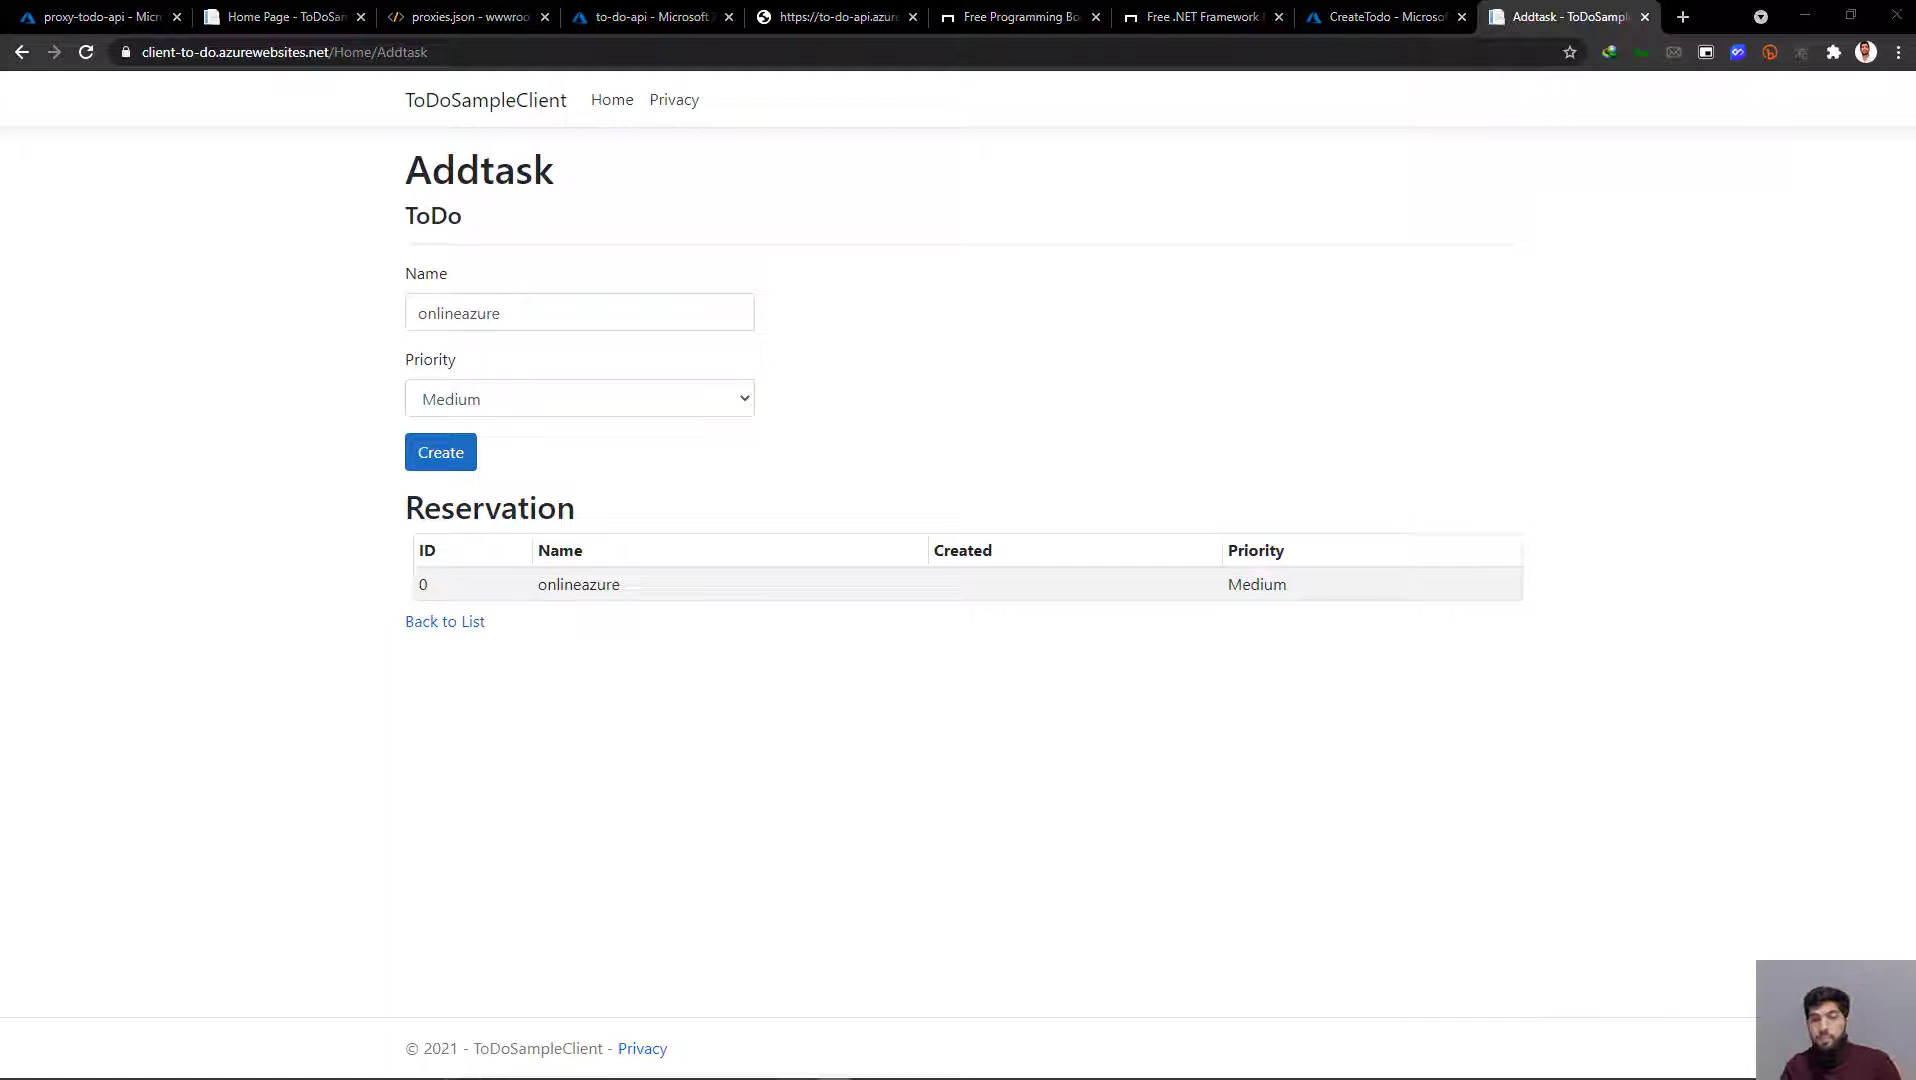 proxy-todo-api - Micr
Home Page - ToDoSam
proxies.json - wwwroo
to-do-api - Microsoft
https://to-do-api.azure
Free Programming Bo
Free .NET Framework
CreateTodo - Microsof
Addtask - ToDoSampl
client-to-do.azurewebsites.net/Home/Addtask
ToDoSampleClient Home Privacy
Addtask
ToDo
Name
onlineazure
Priority
Medium
Create
Reservation
ID Name Created Priority
0 onlineazure Medium
Back to List
© 2021 - ToDoSampleClient - Privacy